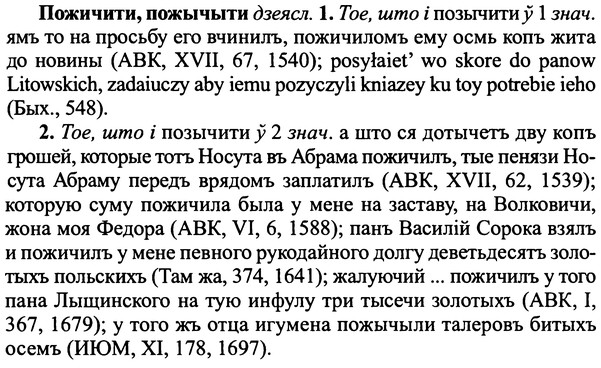 Пожичити, пожычыти дзеясл. 1. Тое, што і позычити ў 1 знач.
ямъ то на просьбу его вчинилъ, пожичиломъ ему осмь копъ жита
до новины (АВК, XVII, 67, 1540); posyłaiet’ wo skore do panow
Litowskich, zadaiuczy aby iemu pozyczyli kniazey ku toy potrebie ieho
(Бых., 548).
2. Тое, што і позычити ў 2 знач. а што ся дотычетъ дву копъ
грошей, которые тотъ Носута въ Абрама пожичилъ, тые пенязи Но-
сута Абраму передъ врядомъ заплатилъ (АВК, XVII, 62, 1539);
которую суму пожичила была у мене на заставу, на Волковичи,
жона моя Федора (АВК, VI, 6, 1588); панъ Василій Сорока взялъ
и пожичилъ у мене певного рукодайного долгу деветьдесятъ золо-
тыхъ польскихъ (Там жа, 374, 1641); жалуючий ... пожичилъ у того
пана Лыщинского на тую инфулу три тысечи золотыхъ (АВК, I,
367, 1679); у того жъ отца игумена пожычыли талеровъ битыхъ
осемъ (ИЮМ, XI, 178, 1697).